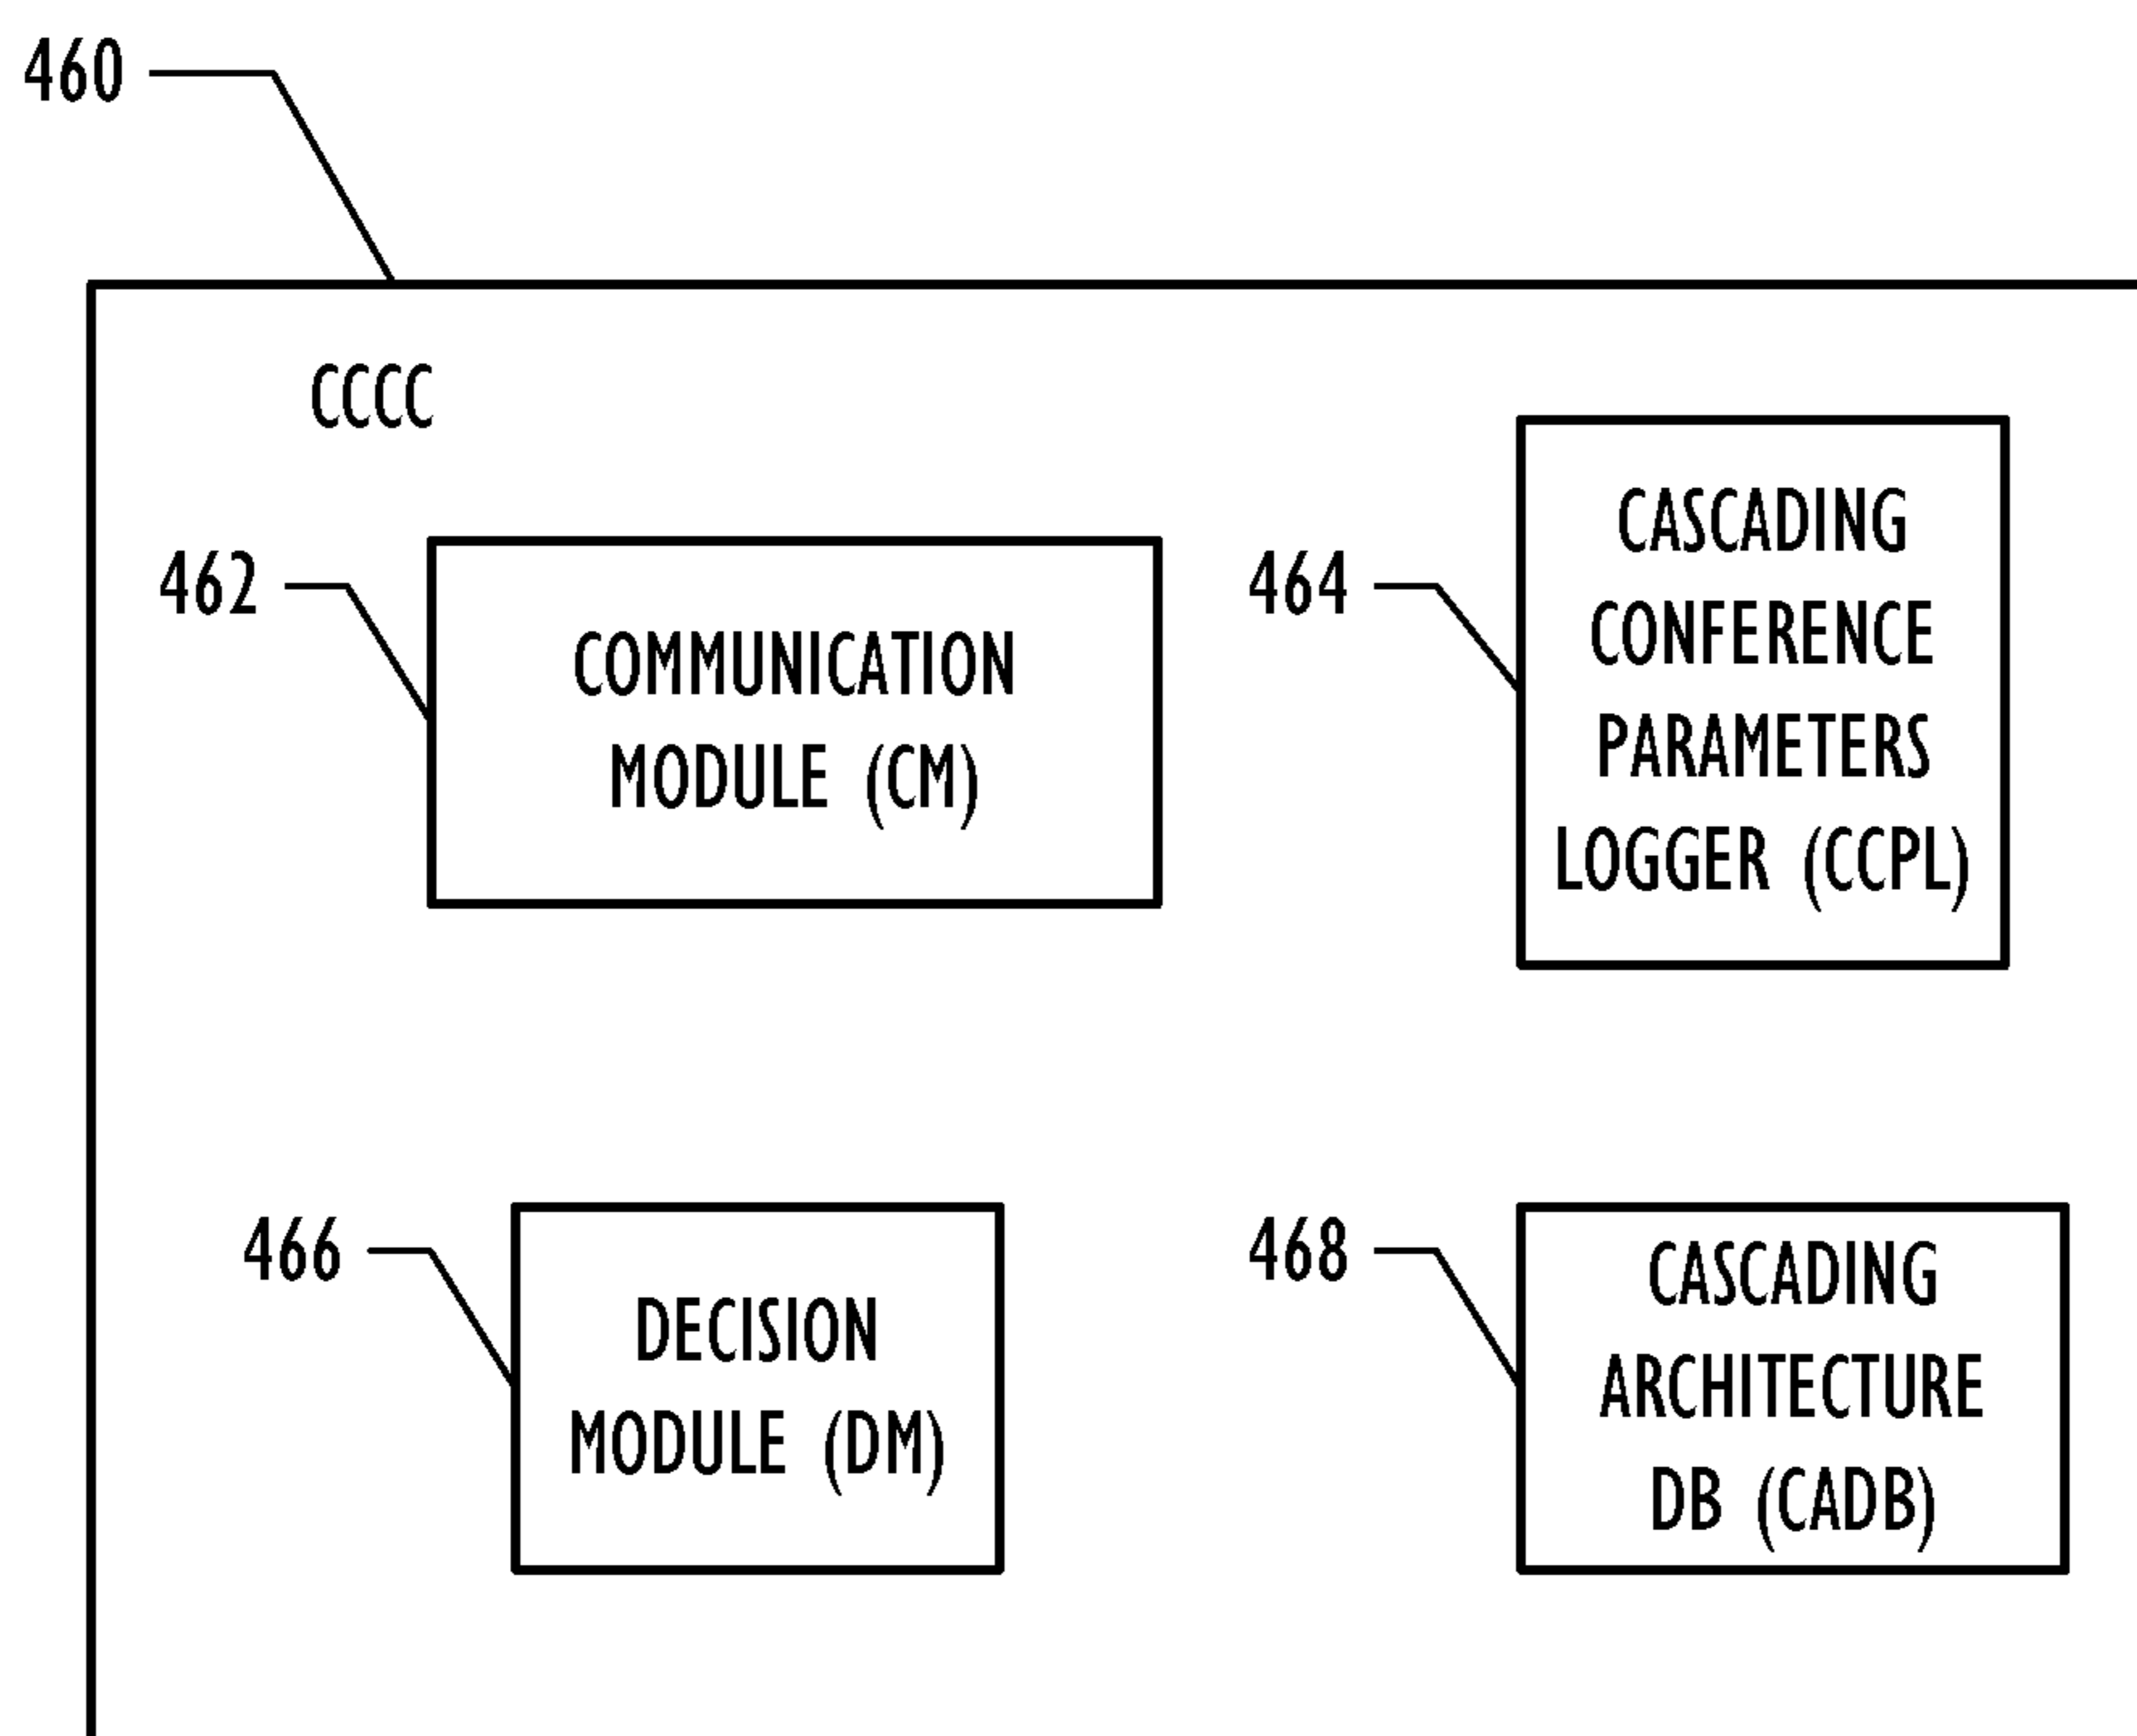 460
CCCC
462
COMMUNICATION
MODULE (CM)
464
CASCADING
CONFERENCE
PARAMETERS
LOGGER (CCPL)
466
DECISION
MODULE (DM)
468
CASCADING
ARCHITECTURE
DB (CADB)